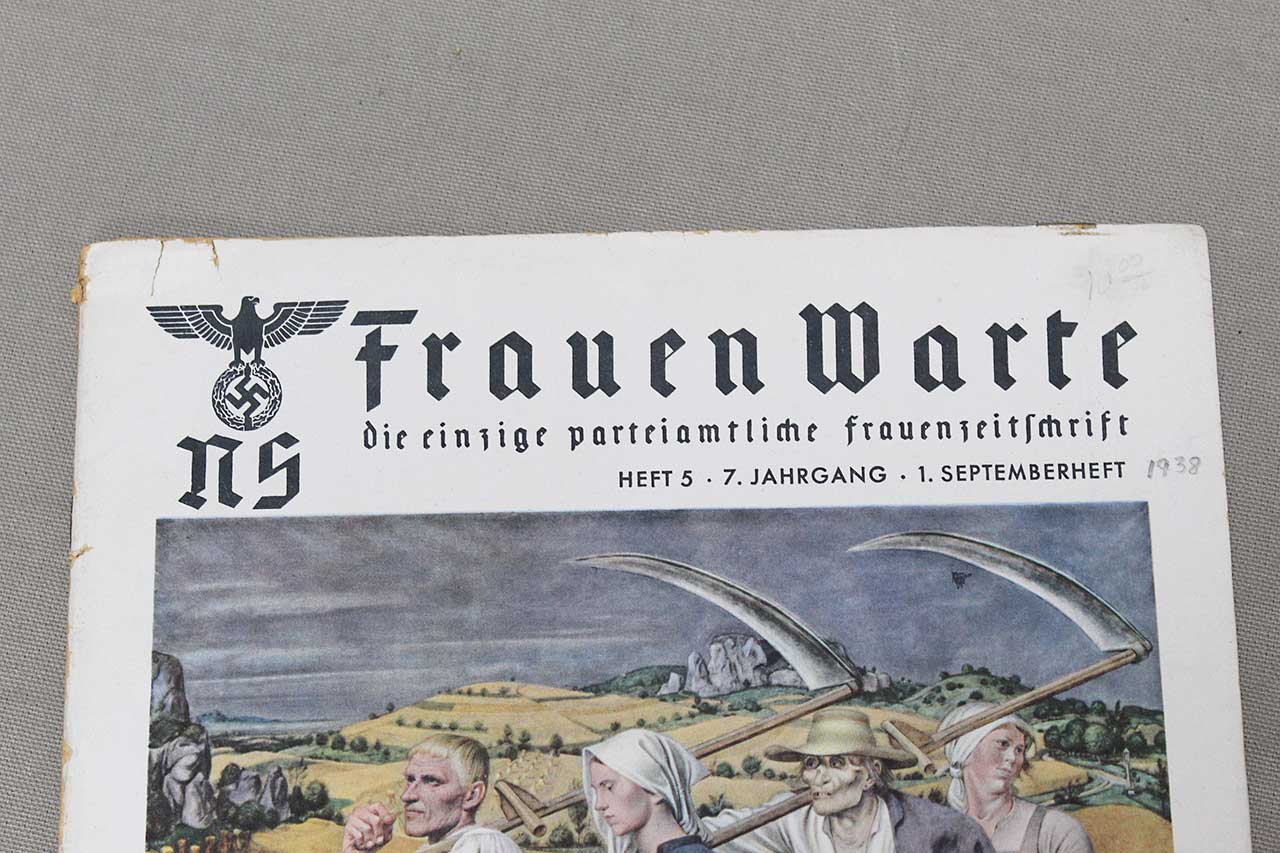 NS
Frauen Warte
Die einzige parteiamtliche Frauenzeitschrift
HEFT 5 · 7. JAHRGANG · 1. SEPTEMBERHEFT
1938